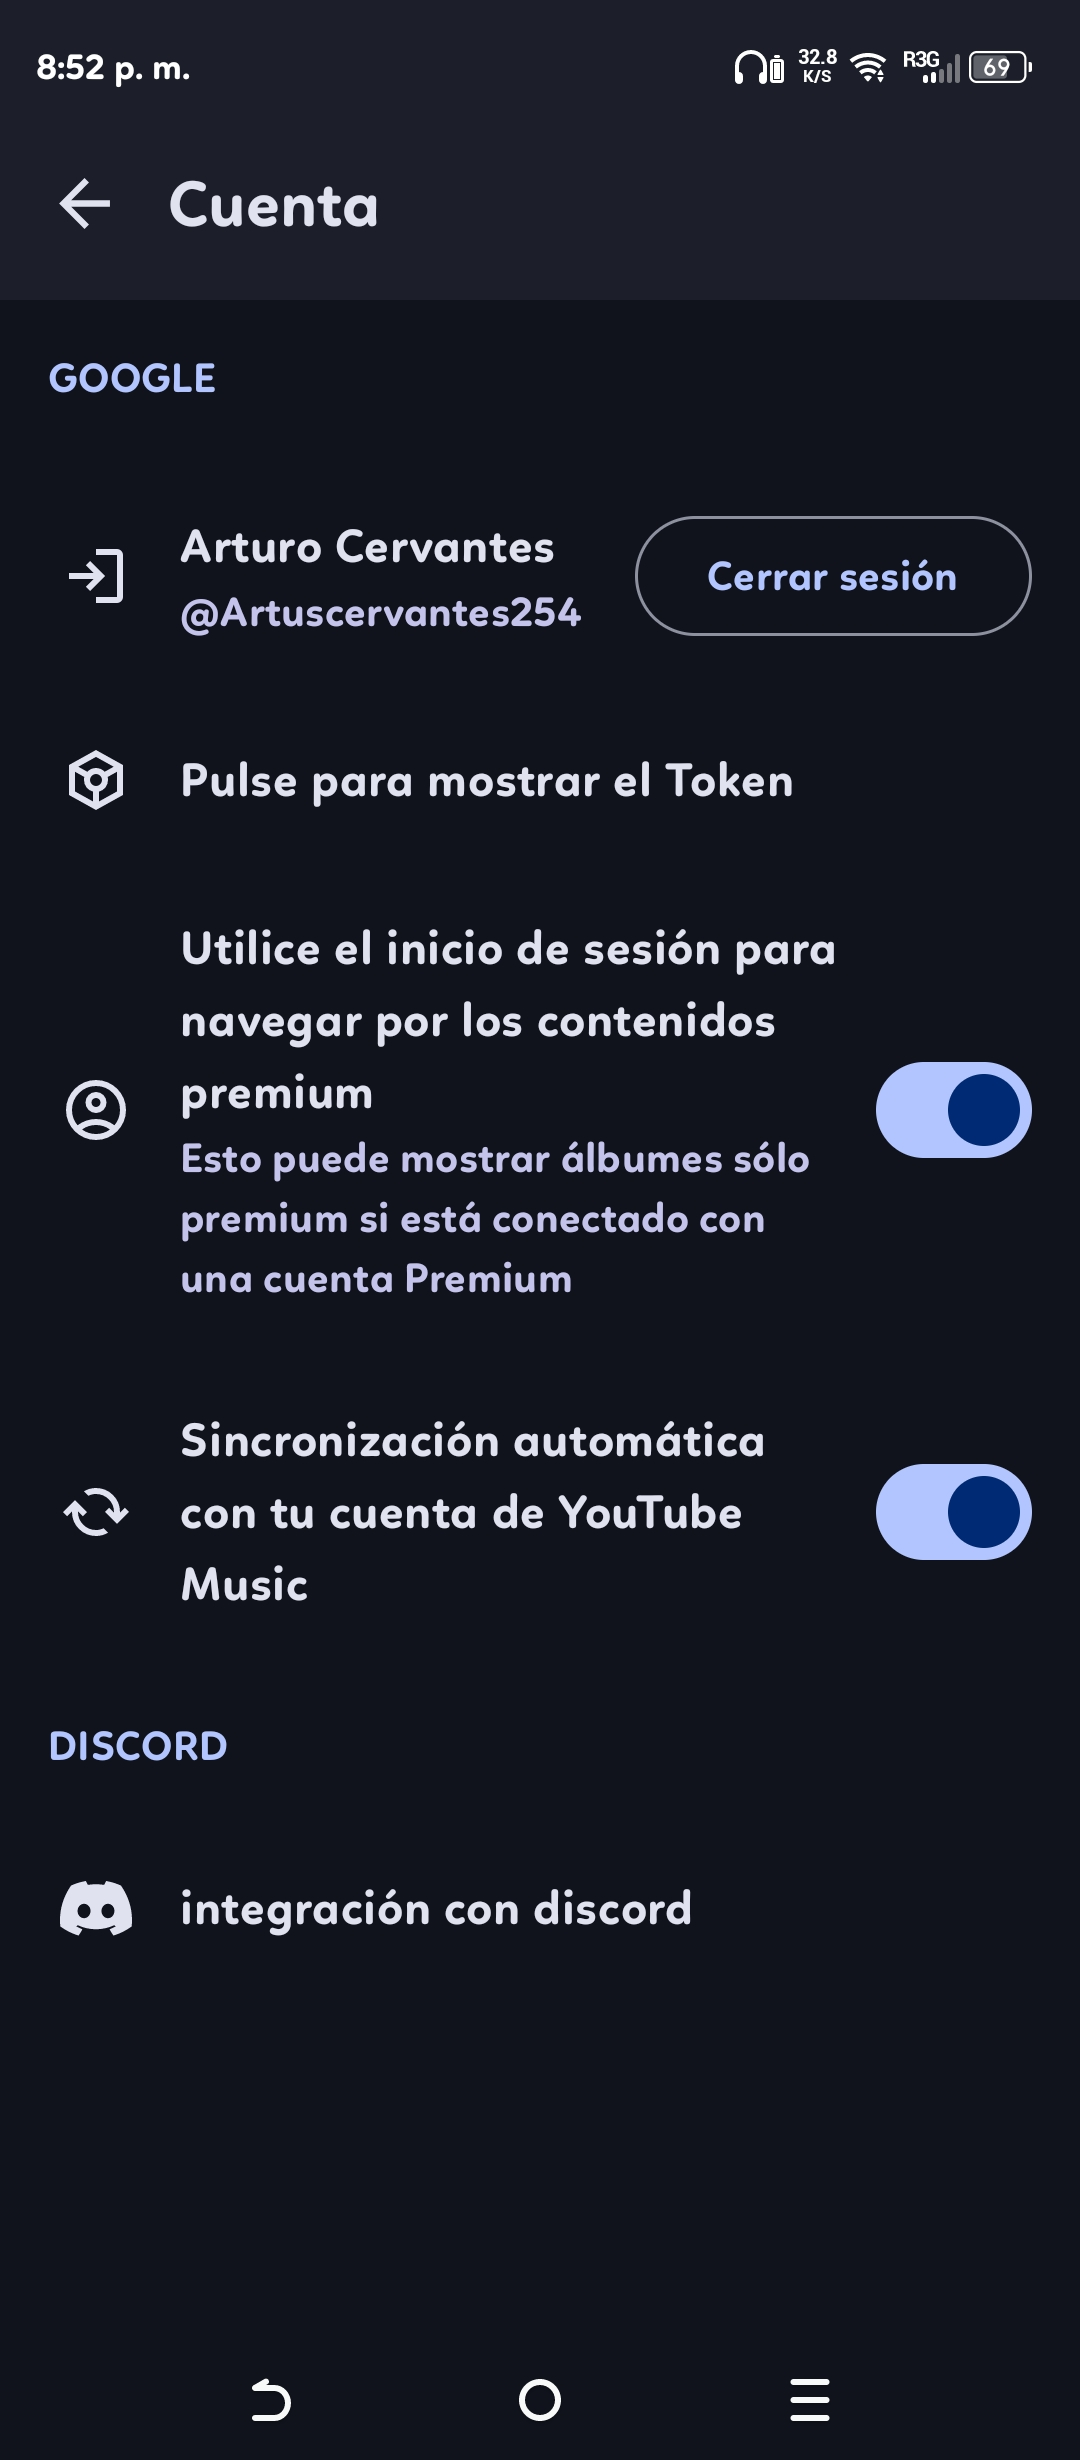 8:52 p. m.
32.8
K/S
R3G
69
Cuenta
GOOGLE
Arturo Cervantes
@Artuscervantes254
Cerrar sesión
Pulse para mostrar el Token
Utilice el inicio de sesión para
navegar por los contenidos
premium
Esto puede mostrar álbumes sólo
premium si está conectado con
una cuenta Premium
Sincronización automática
con tu cuenta de YouTube
Music
DISCORD
integración con discord